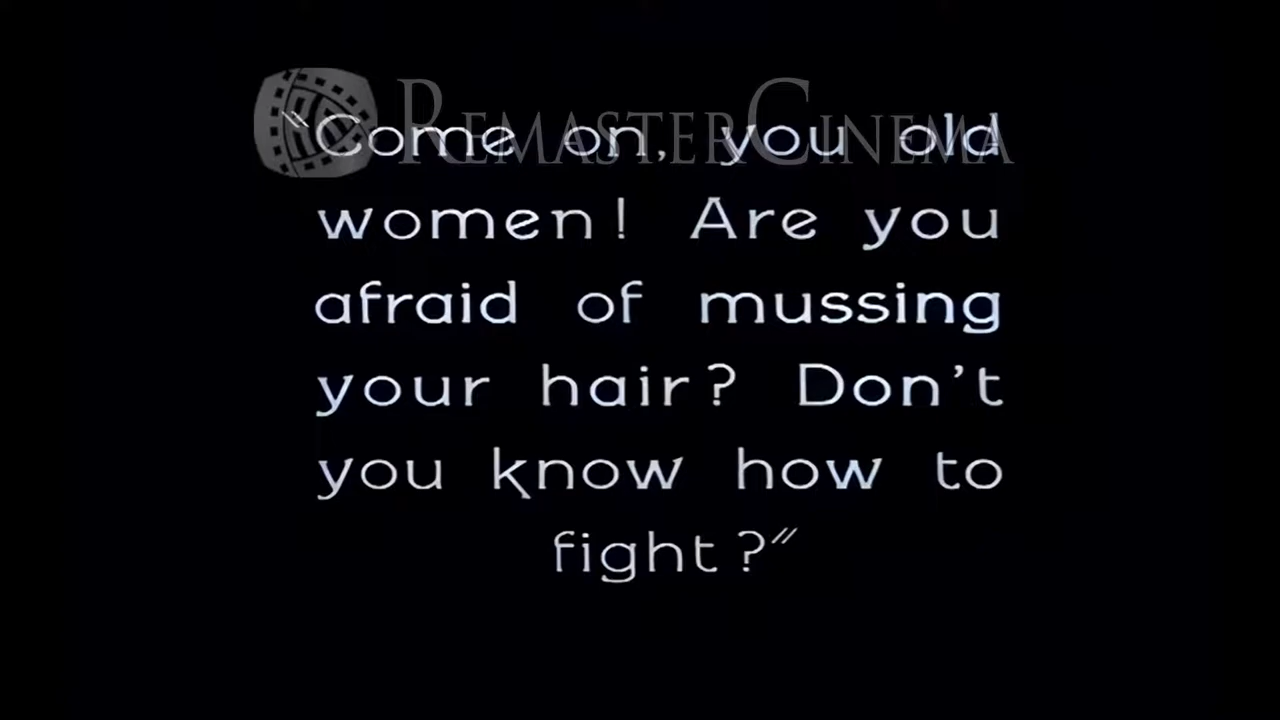 REMASTERCINEMA
“Come on, you old
women! Are you
afraid of mussing
your hair? Don’t
you know how to
fight?”